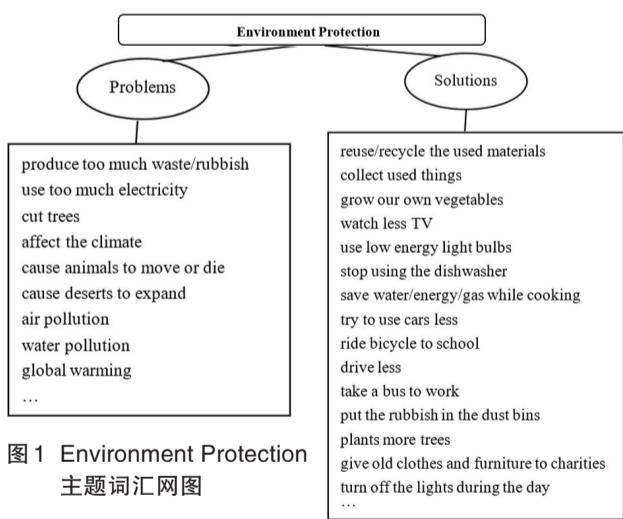 Environment Protection
Problems
Solutions
produce too much waste/rubbish
use too much electricity
cut trees
affect the climate
cause animals to move or die
cause deserts to expand
air pollution
water pollution
global warming
…
reuse/recycle the used materials
collect used things
grow our own vegetables
watch less TV
use low energy light bulbs
stop using the dishwasher
save water/energy/gas while cooking
try to use cars less
ride bicycle to school
drive less
take a bus to work
put the rubbish in the dust bins
plants more trees
give old clothes and furniture to charities
turn off the lights during the day
…
图1 Environment Protection
主题词汇网图